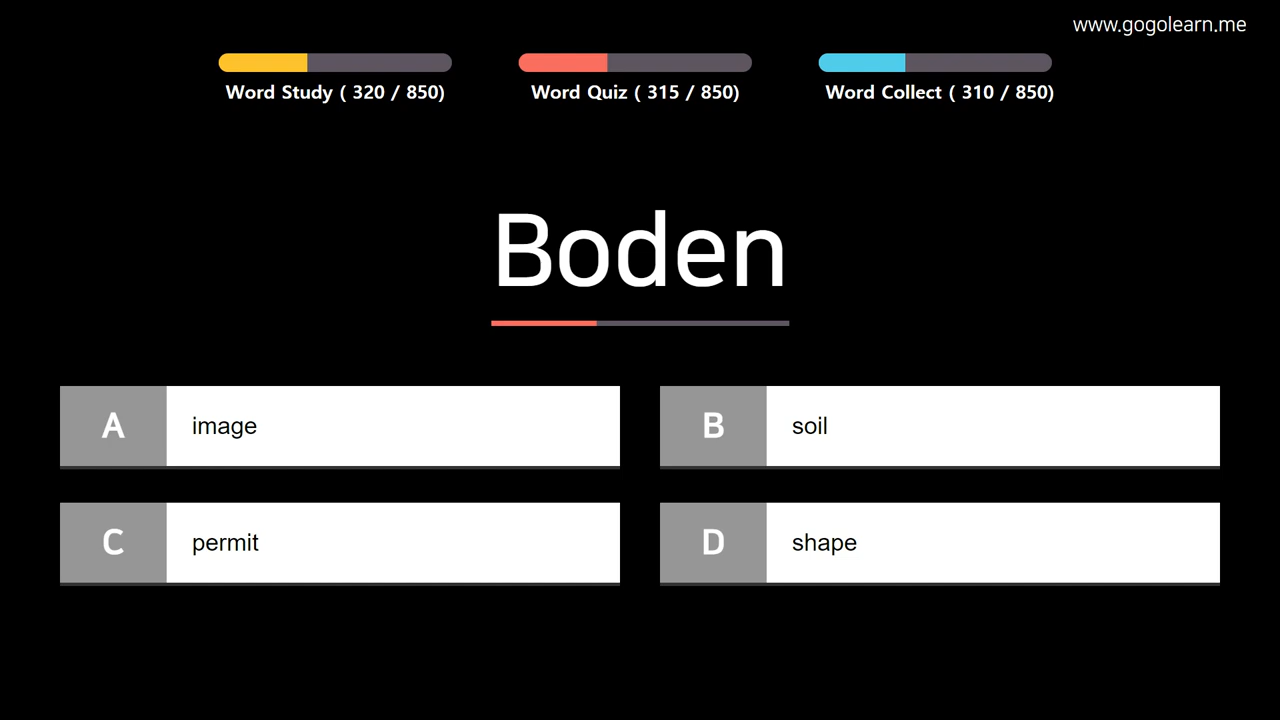 www.gogolearn.me
Word Study ( 320 / 850)
Word Quiz ( 315 / 850)
Word Collect ( 310 / 850)
Boden
A image
B soil
C permit
D shape